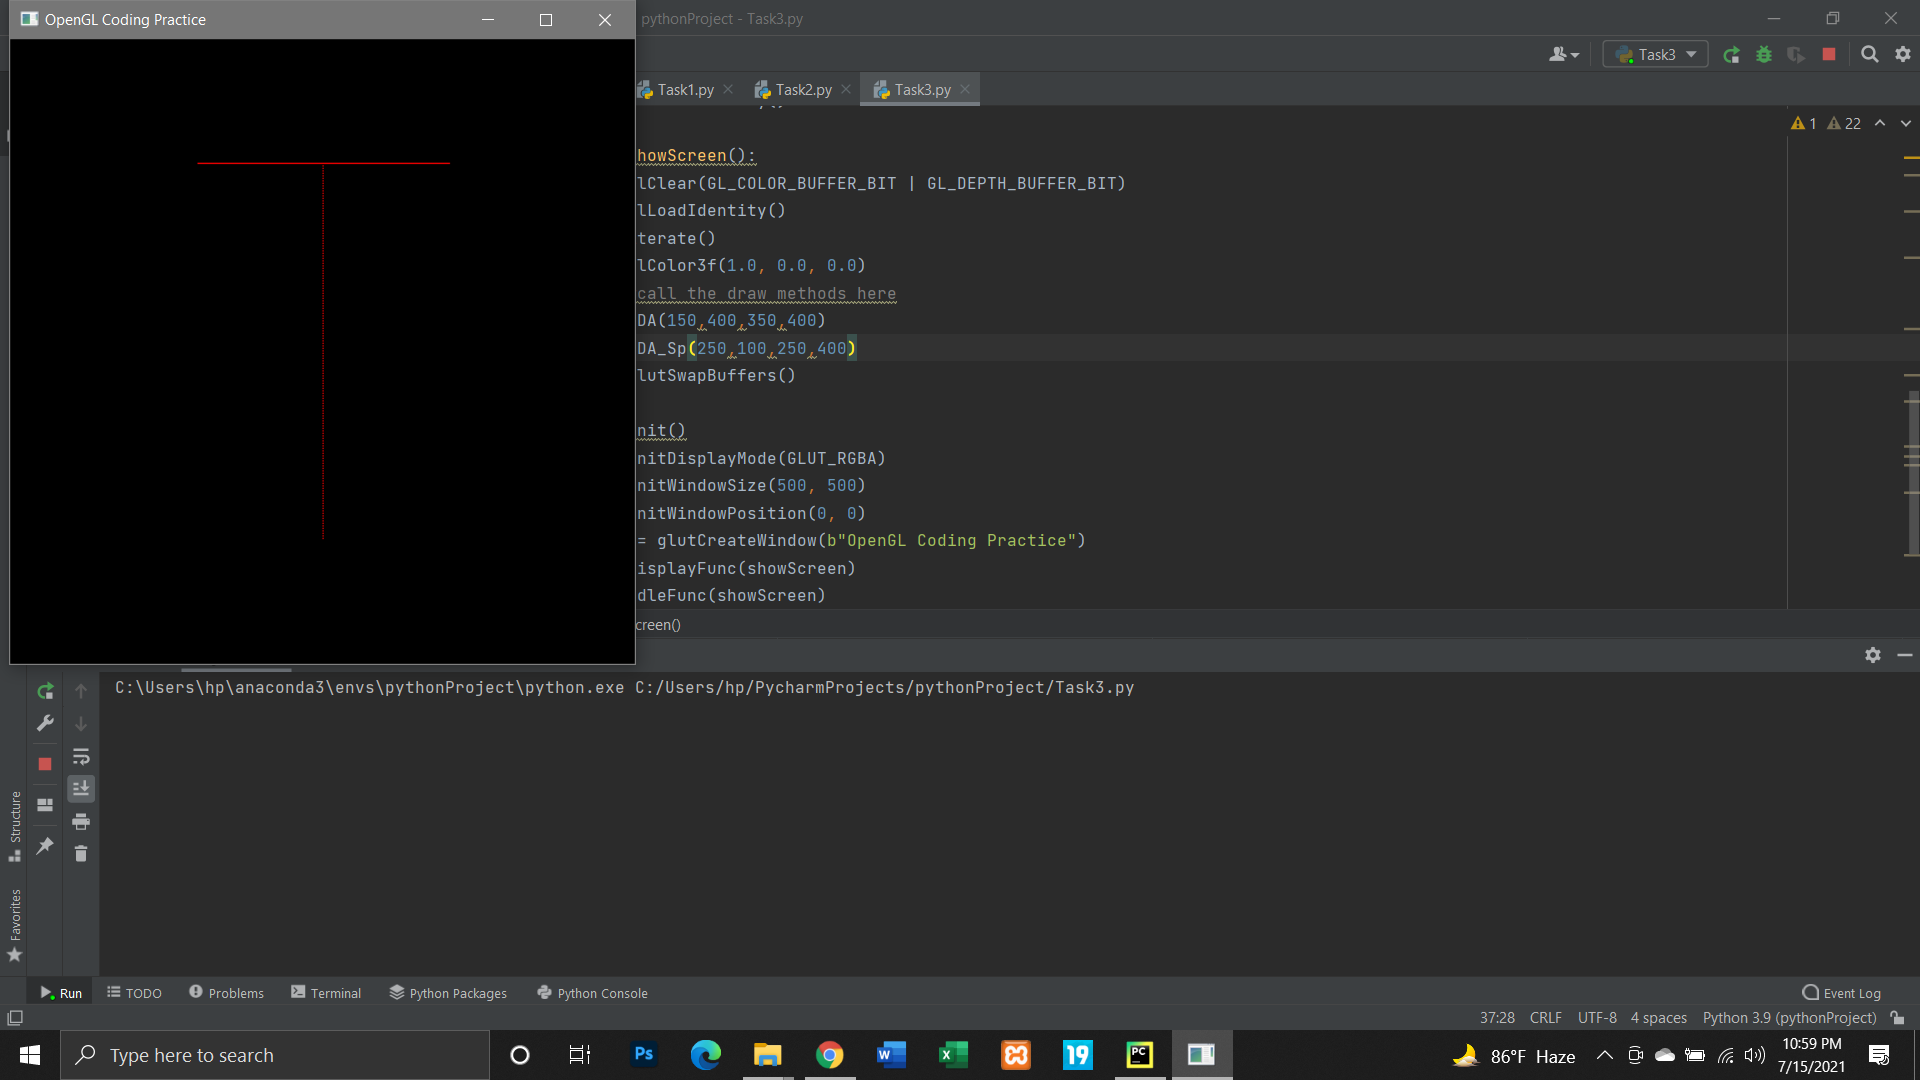 OpenGL Coding Practice
pythonProject - Task3.py
Task3
Task1.py
Task2.py
Task3.py
1
22
howScreen():
lClear(GL_COLOR_BUFFER_BIT | GL_DEPTH_BUFFER_BIT)
lLoadIdentity()
terate()
lColor3f(1.0, 0.0, 0.0)
call the draw methods here
DA(150,400,350,400)
DA_Sp(250,100,250,400)
lutSwapBuffers()
nit()
nitDisplayMode(GLUT_RGBA)
nitWindowSize(500, 500)
nitWindowPosition(0, 0)
= glutCreateWindow(b"OpenGL Coding Practice")
isplayFunc(showScreen)
dleFunc(showScreen)
creen()
C:\Users\hp\anaconda3\envs\pythonProject\python.exe C:/Users/hp/PycharmProjects/pythonProject/Task3.py
Structure
Favorites
Run
TODO
Problems
Terminal
Python Packages
Python Console
Event Log
37:28
CRLF
UTF-8
4 spaces
Python 3.9 (pythonProject)
Type here to search
Ps
W
X
19
PC
86°F Haze
10:59 PM
7/15/2021